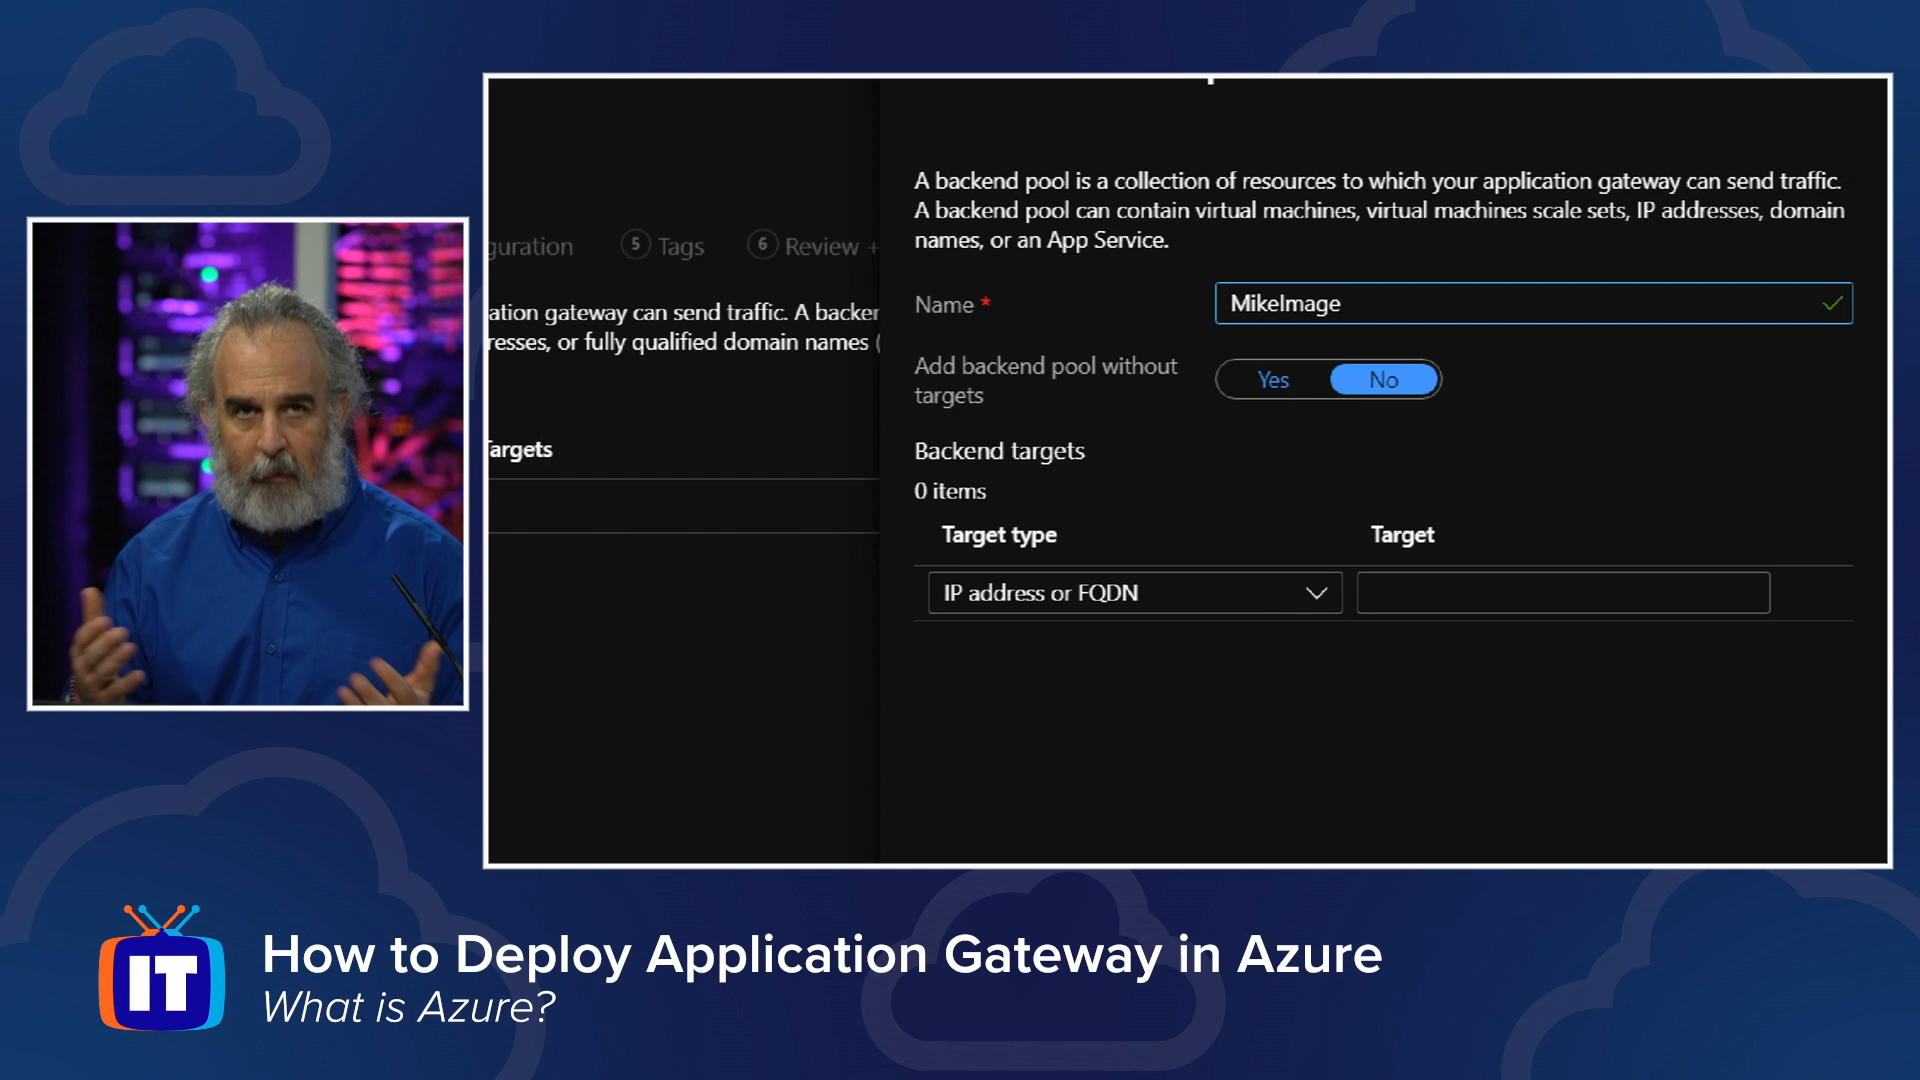 A backend pool is a collection of resources to which your application gateway can send traffic.
A backend pool can contain virtual machines, virtual machines scale sets, IP addresses, domain
names, or an App Service.
guration 5 Tags 6 Review +
ation gateway can send traffic. A backer
resses, or fully qualified domain names (
Targets
Name * MikeImage
Add backend pool without
targets
Yes No
Backend targets
0 items
Target type Target
IP address or FQDN
IT
How to Deploy Application Gateway in Azure
What is Azure?